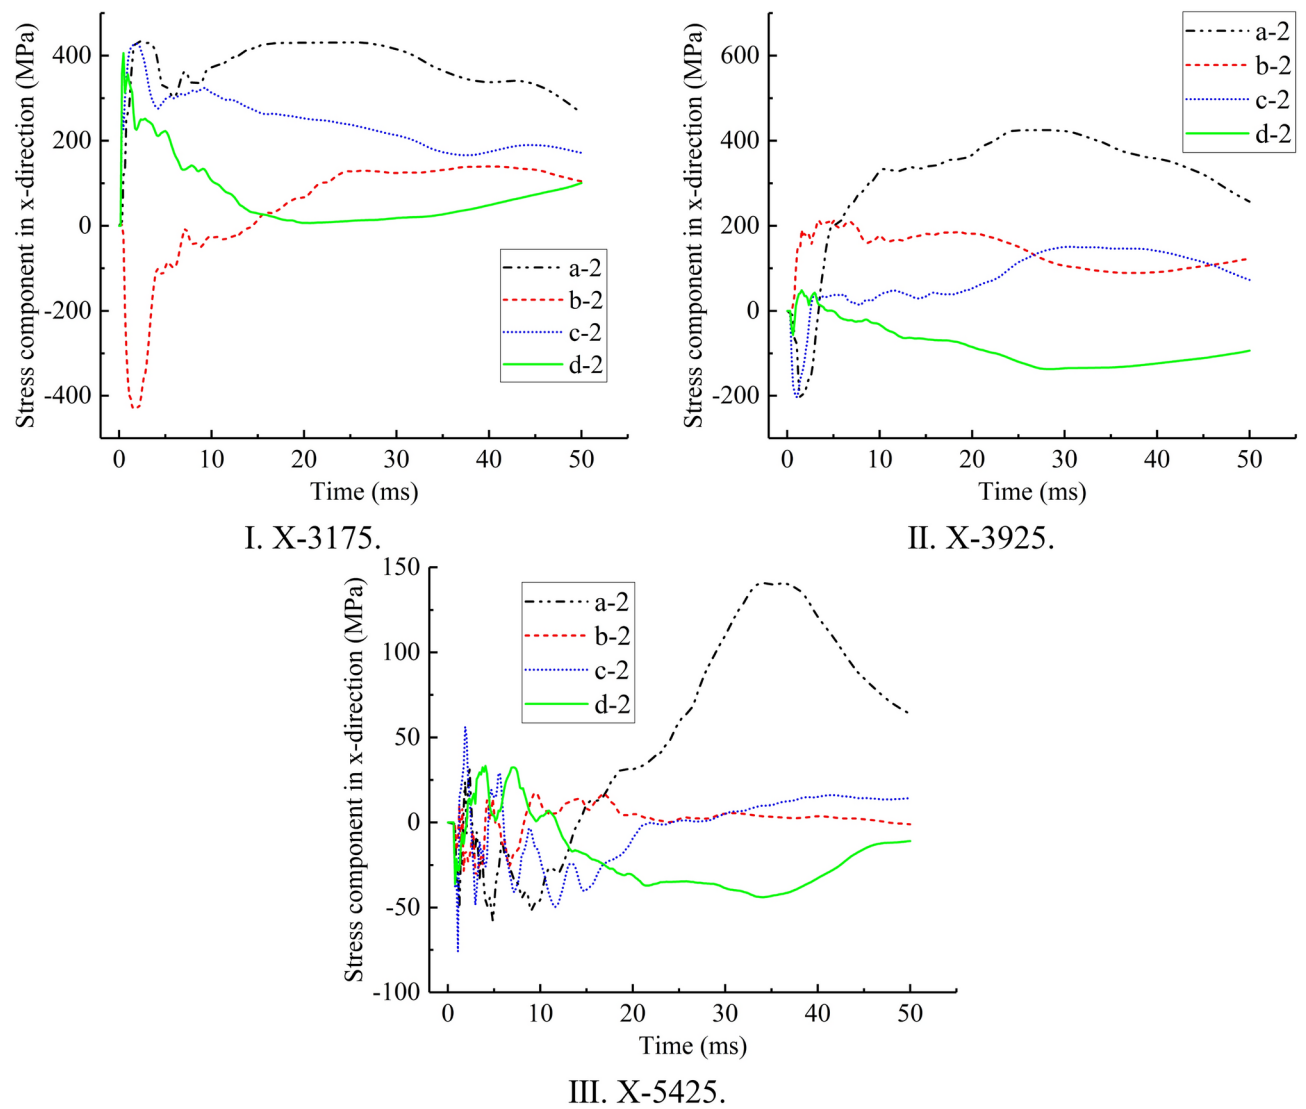 Stress component in x-direction (MPa)
400
200
0
-200
-400
a-2
b-2
c-2
d-2
0 10 20 30 40 50
Time (ms)
I. X-3175.
Stress component in x-direction (MPa)
600
400
200
0
-200
a-2
b-2
c-2
d-2
0 10 20 30 40 50
Time (ms)
II. X-3925.
Stress component in x-direction (MPa)
150
100
50
0
-50
-100
a-2
b-2
c-2
d-2
0 10 20 30 40 50
Time (ms)
III. X-5425.